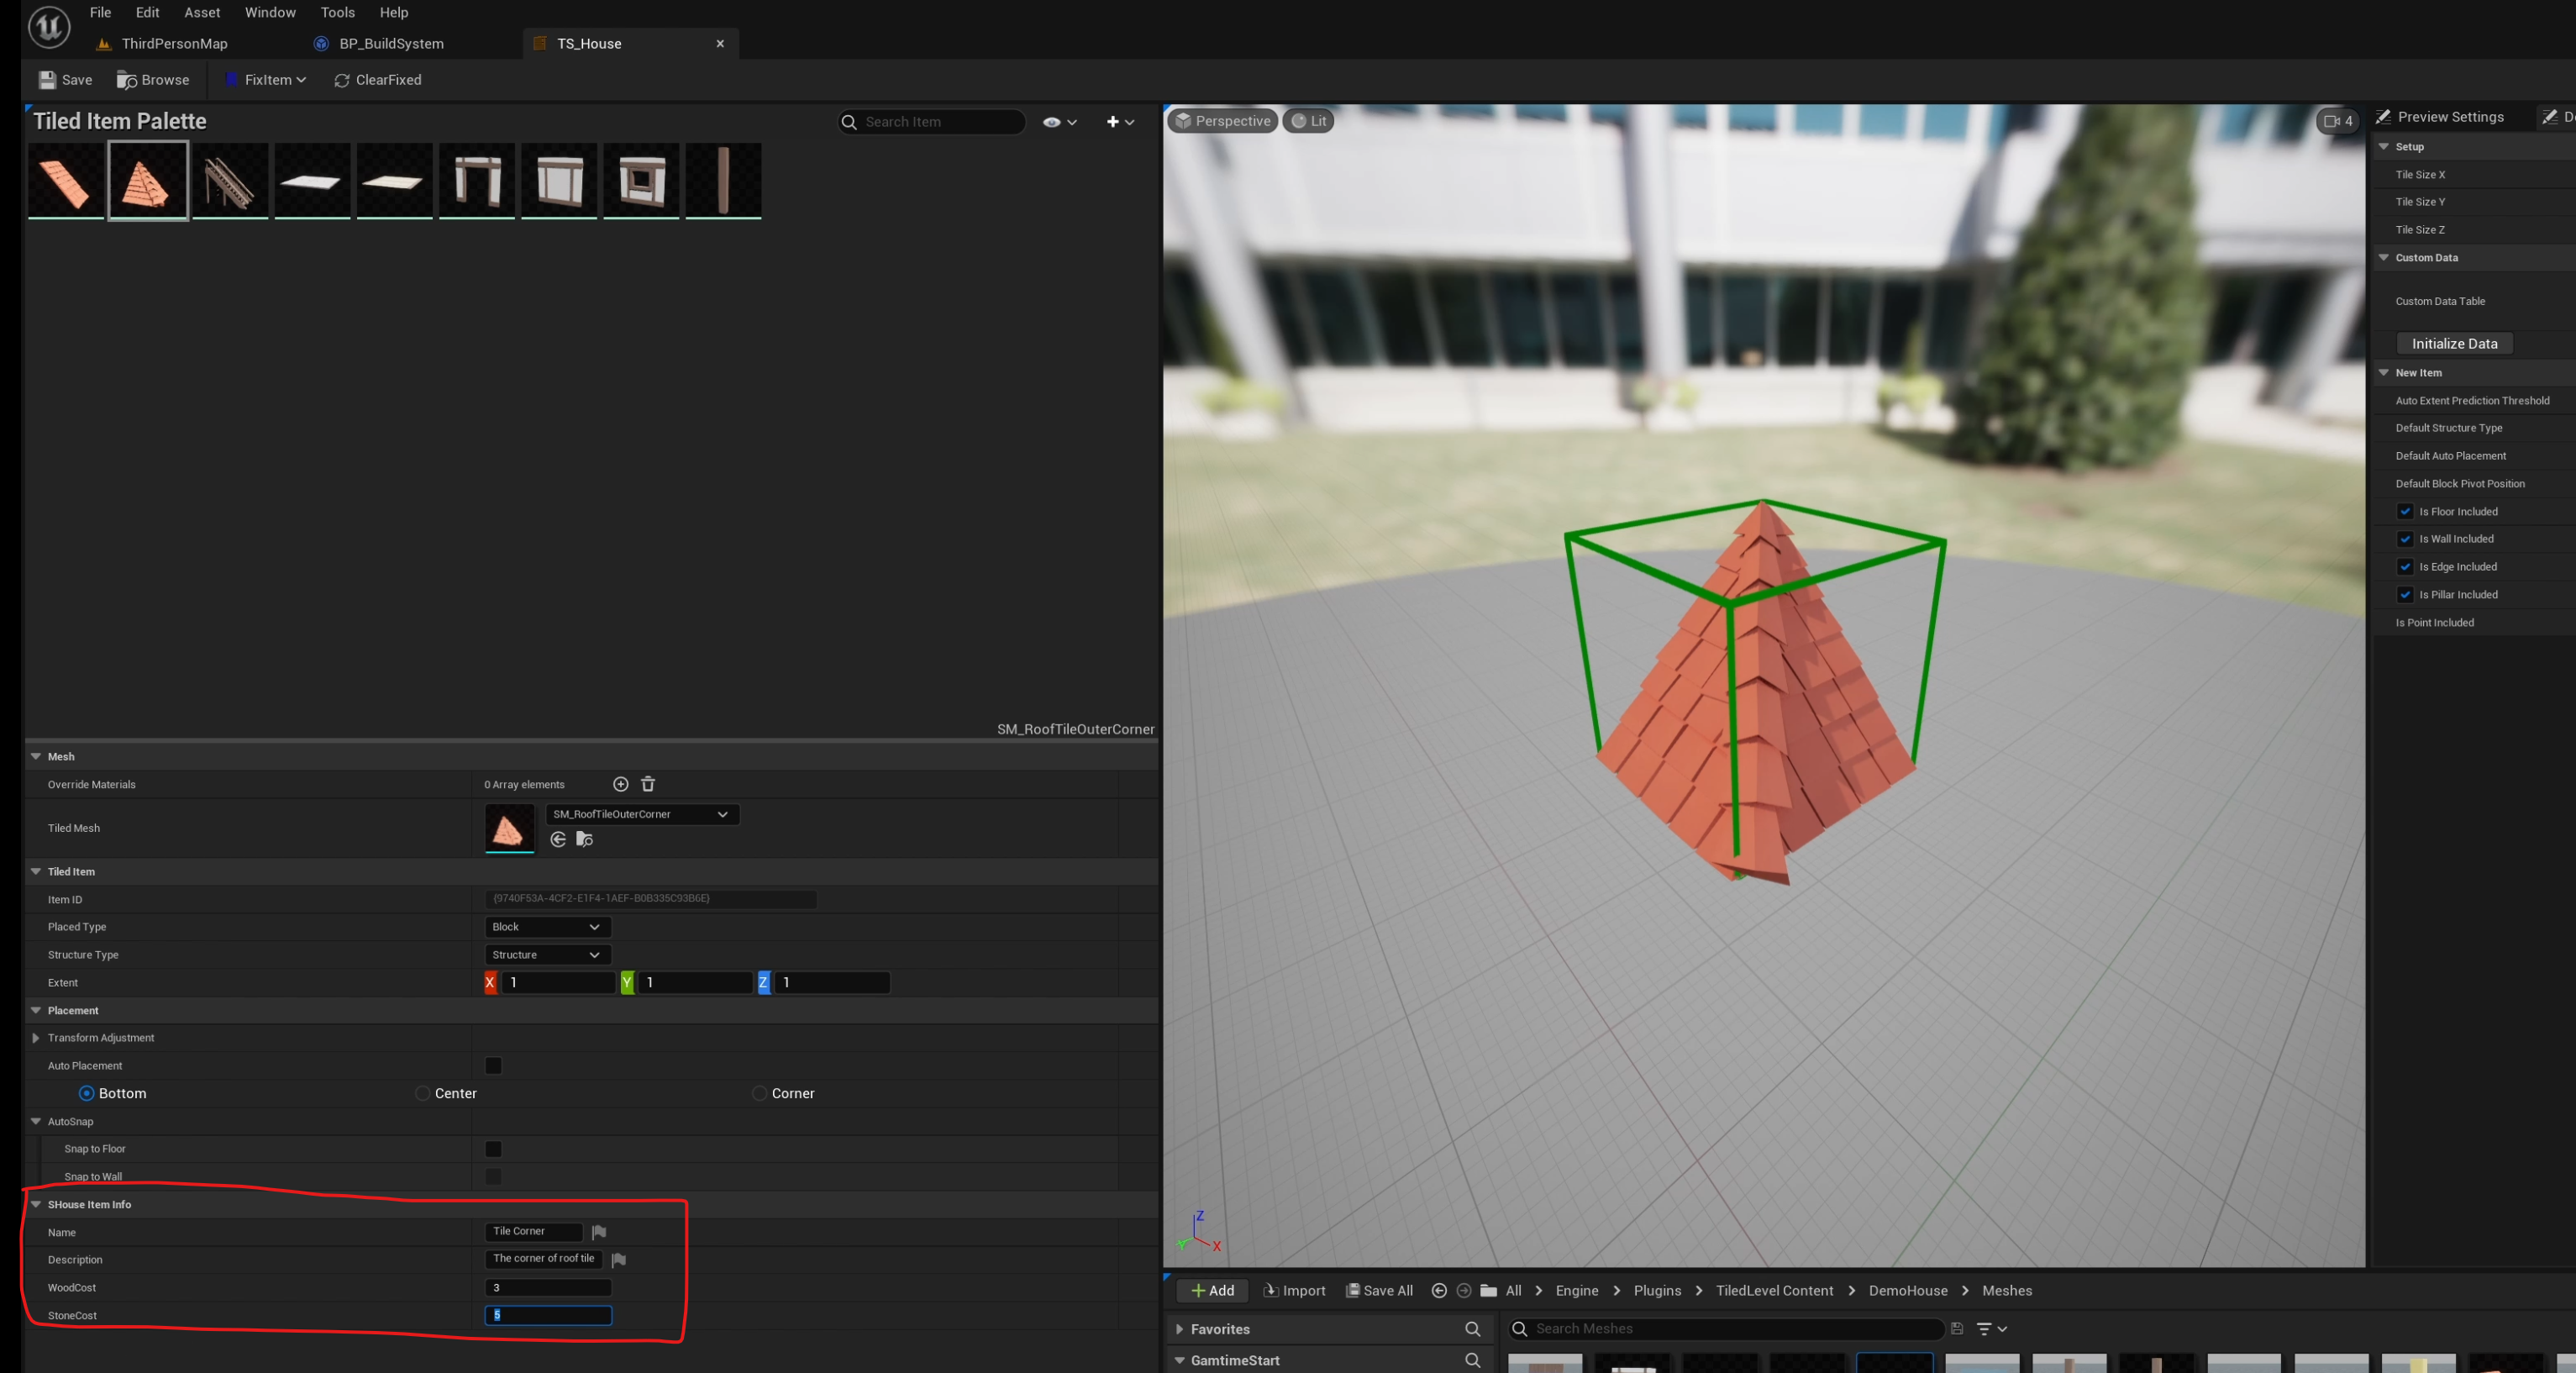 File Edit Asset Window Tools Help
ThirdPersonMap BP_BuildSystem TS_House
Save Browse FixItem ClearFixed
Tiled Item Palette Search Item
SM_RoofTileOuterCorner
Mesh
Override Materials 0 Array elements
Tiled Mesh SM_RoofTileOuterCorner
Tiled Item
Item ID {9740F53A-4CF2-E1F4-1AEF-B0B335C93B6E}
Placed Type Block
Structure Type Structure
Extent X 1 Y 1 Z 1
Placement
Transform Adjustment
Auto Placement
Bottom Center Corner
AutoSnap
Snap to Floor
Snap to Wall
SHouse Item Info
Name Tile Corner
Description The corner of roof tile
WoodCost 3
StoneCost 5
Perspective Lit 4
Z
Y X
Add Import Save All All > Engine > Plugins > TiledLevel Content > DemoHouse > Meshes
Favorites Search Meshes
GamtimeStart
Preview Settings
Setup
Tile Size X
Tile Size Y
Tile Size Z
Custom Data
Custom Data Table
Initialize Data
New Item
Auto Extent Prediction Threshold
Default Structure Type
Default Auto Placement
Default Block Pivot Position
Is Floor Included
Is Wall Included
Is Edge Included
Is Pillar Included
Is Point Included